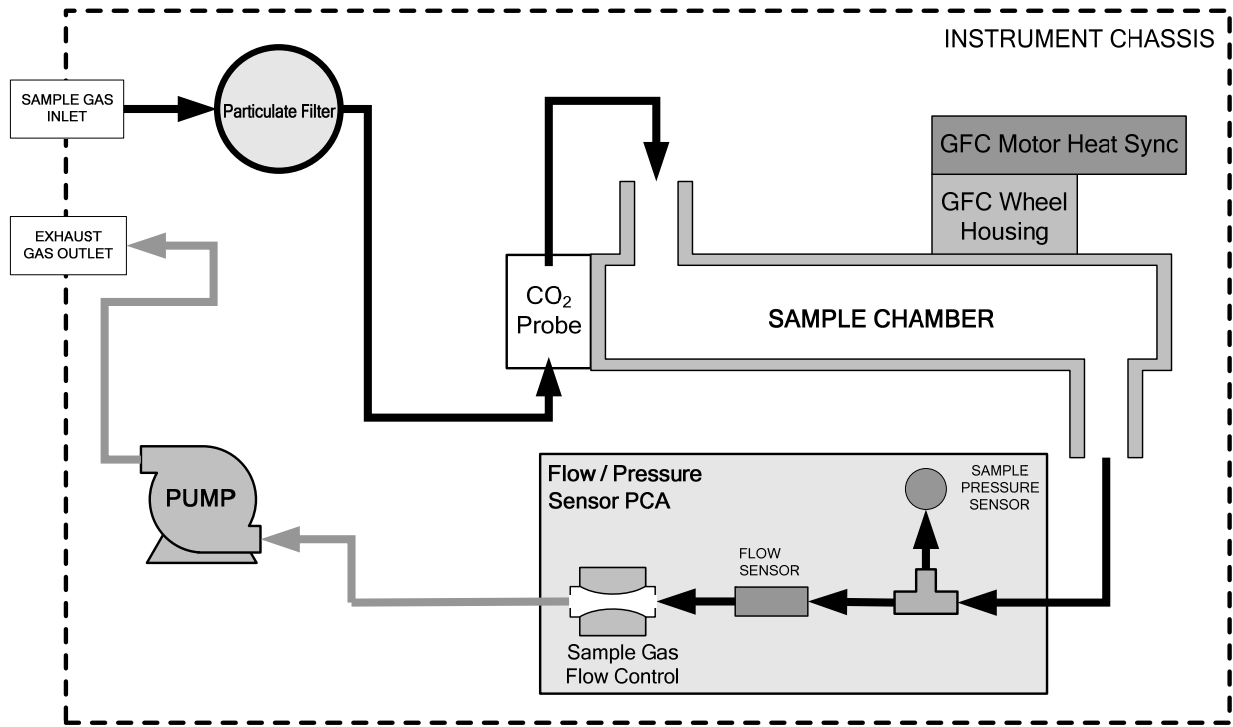 INSTRUMENT CHASSIS
SAMPLE GAS
INLET
Particulate Filter
GFC Motor Heat Sync
GFC Wheel
Housing
EXHAUST
GAS OUTLET
CO₂
Probe
SAMPLE CHAMBER
PUMP
Flow / Pressure
Sensor PCA
SAMPLE
PRESSURE
SENSOR
FLOW
SENSOR
Sample Gas
Flow Control